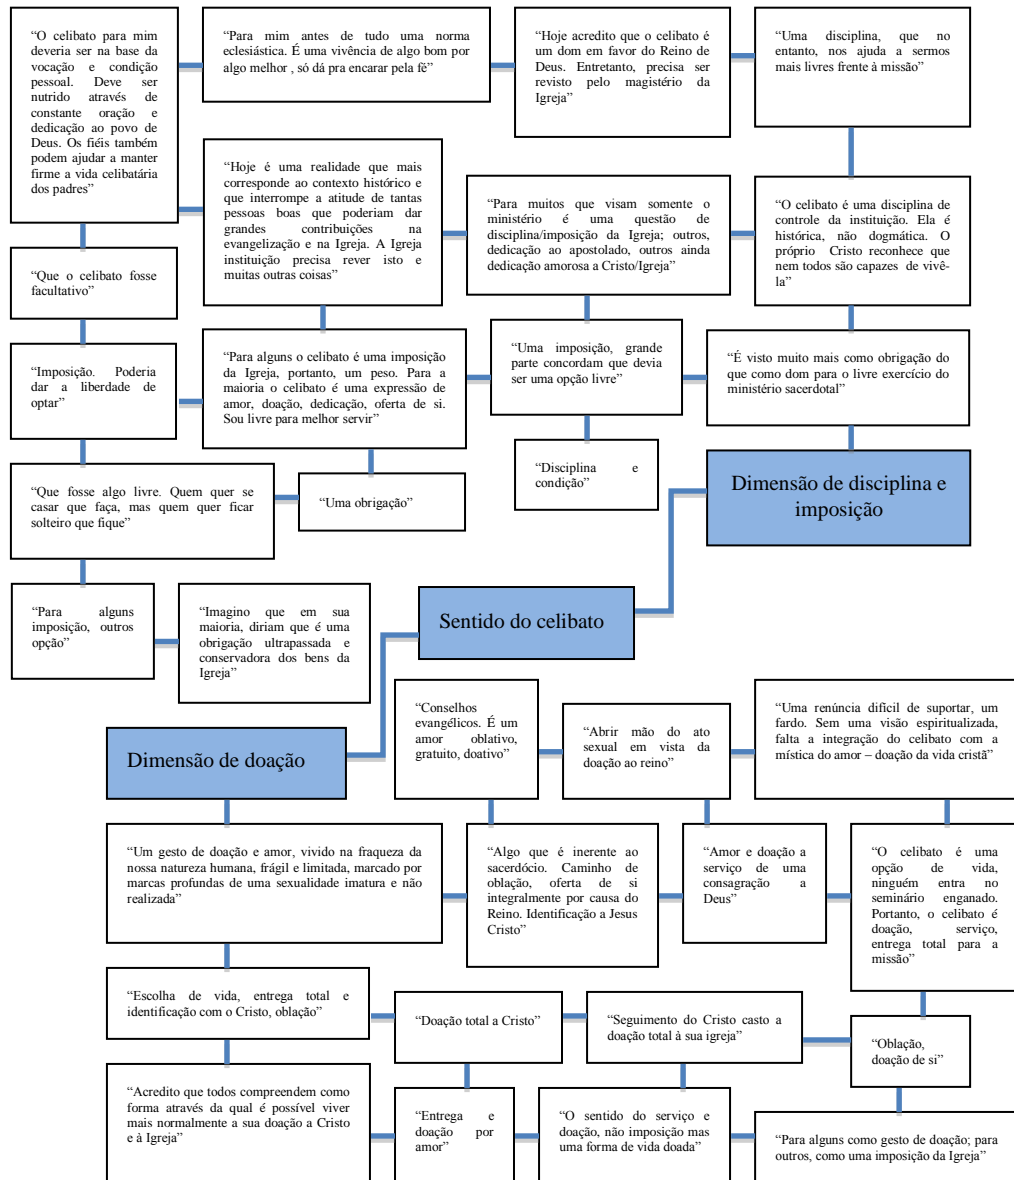 “O celibato para mim
deveria ser na base da
vocação e condição
pessoal. Deve ser
nutrido através de
constante oração e
dedicação ao povo de
Deus. Os fiéis também
podem ajudar a manter
firme a vida celibatária
dos padres”
“Para mim antes de tudo uma norma
eclesiástica. É uma vivência de algo bom por
algo melhor , só dá pra encarar pela fé”
“Hoje acredito que o celibato é
um dom em favor do Reino de
Deus. Entretanto, precisa ser
revisto pelo magistério da
Igreja”
“Uma disciplina, que no
entanto, nos ajuda a sermos
mais livres frente à missão”
“Hoje é uma realidade que mais
corresponde ao contexto histórico e
que interrompe a atitude de tantas
pessoas boas que poderiam dar
grandes contribuições na
evangelização e na Igreja. A Igreja
instituição precisa rever isto e
muitas outras coisas”
“Para muitos que visam somente o
ministério é uma questão de
disciplina/imposição da Igreja; outros,
dedicação ao apostolado, outros ainda
dedicação amorosa a Cristo/Igreja”
“O celibato é uma disciplina de
controle da instituição. Ela é
histórica, não dogmática. O
próprio Cristo reconhece que
nem todos são capazes de vivê-
la”
“Que o celibato fosse
facultativo”
“Imposição. Poderia
dar a liberdade de
optar”
“Para alguns o celibato é uma imposição
da Igreja, portanto, um peso. Para a
maioria o celibato é uma expressão de
amor, doação, dedicação, oferta de si.
Sou livre para melhor servir”
“Uma imposição, grande
parte concordam que devia
ser uma opção livre”
“É visto muito mais como obrigação do
que como dom para o livre exercício do
ministério sacerdotal”
“Que fosse algo livre. Quem quer se
casar que faça, mas quem quer ficar
solteiro que fique”
“Uma obrigação”
“Disciplina e
condição”
Dimensão de disciplina e
imposição
“Para alguns
imposição, outros
opção”
“Imagino que em sua
maioria, diriam que é uma
obrigação ultrapassada e
conservadora dos bens da
Igreja”
Sentido do celibato
Dimensão de doação
“Conselhos
evangélicos. É um
amor oblativo,
gratuito, doativo”
“Abrir mão do ato
sexual em vista da
doação ao reino”
“Uma renúncia difícil de suportar, um
fardo. Sem uma visão espiritualizada,
falta a integração do celibato com a
mística do amor – doação da vida cristã”
“Um gesto de doação e amor, vivido na fraqueza da
nossa natureza humana, frágil e limitada, marcado por
marcas profundas de uma sexualidade imatura e não
realizada”
“Algo que é inerente ao
sacerdócio. Caminho de
oblação, oferta de si
integralmente por causa do
Reino. Identificação a Jesus
Cristo”
“Amor e doação a
serviço de uma
consagração a
Deus”
“O celibato é uma
opção de vida,
ninguém entra no
seminário enganado.
Portanto, o celibato é
doação, serviço,
entrega total para a
missão”
“Escolha de vida, entrega total e
identificação com o Cristo, oblação”
“Doação total a Cristo”
“Seguimento do Cristo casto a
doação total à sua igreja”
“Oblação,
doação de si”
“Acredito que todos compreendem como
forma através da qual é possível viver
mais normalmente a sua doação a Cristo
e à Igreja”
“Entrega e
doação por
amor”
“O sentido do serviço e
doação, não imposição mas
uma forma de vida doada”
“Para alguns como gesto de doação; para
outros, como uma imposição da Igreja”